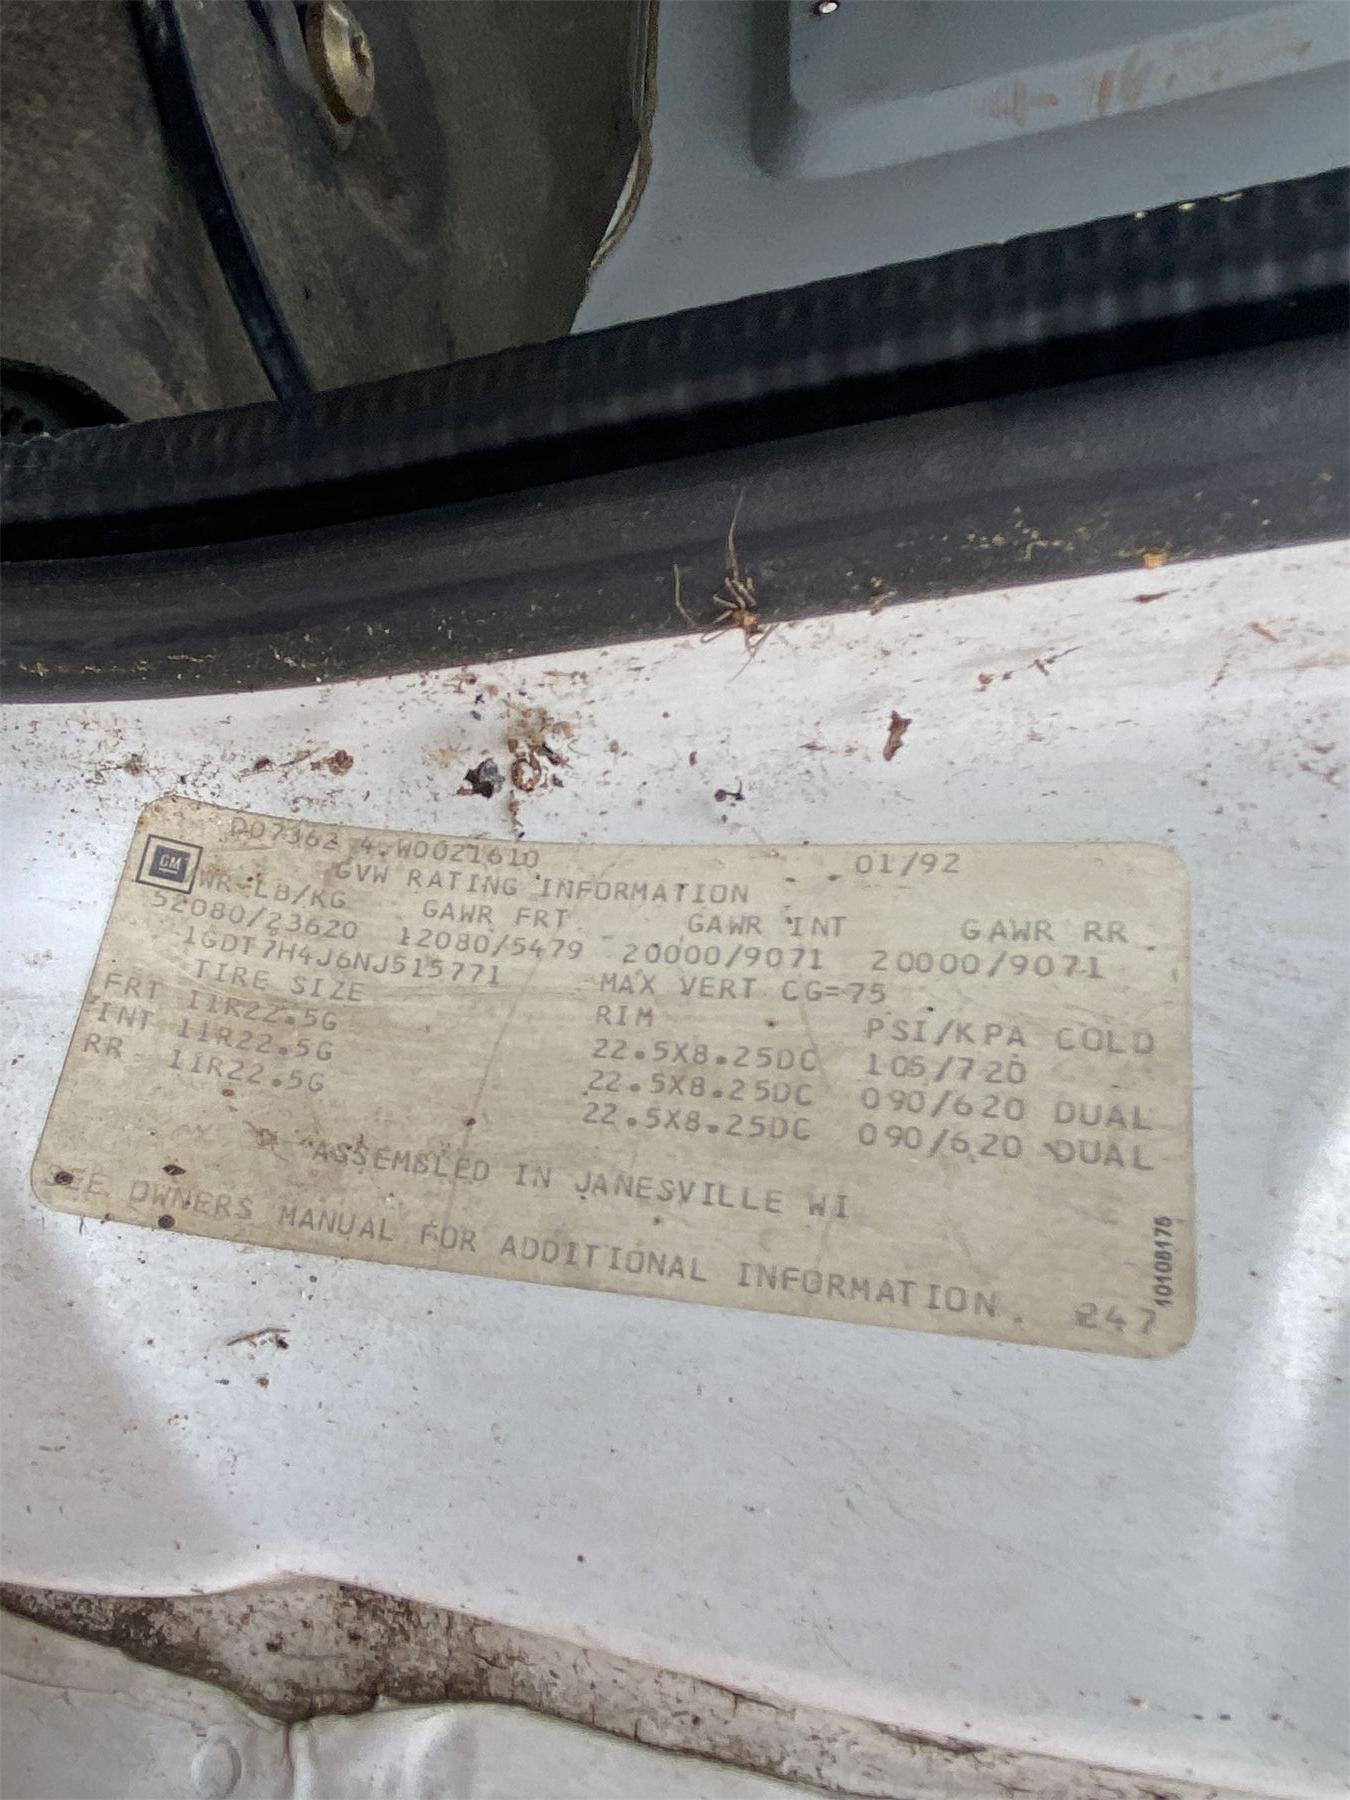 D07362 4 W0021610 01/92
GM
GVW RATING INFORMATION
WR-LB/KG GAWR FRT GAWR INT GAWR RR
52080/23620 12080/5479 20000/9071 20000/9071
1GDT7H4J6NJ515771 MAX VERT CG=75
TIRE SIZE RIM PSI/KPA COLD
FRT 11R22.5G 22.5X8.25DC 105/720
INT 11R22.5G 22.5X8.25DC 090/620 DUAL
RR 11R22.5G 22.5X8.25DC 090/620 DUAL
ASSEMBLED IN JANESVILLE WI
SEE OWNERS MANUAL FOR ADDITIONAL INFORMATION. 247
10108175